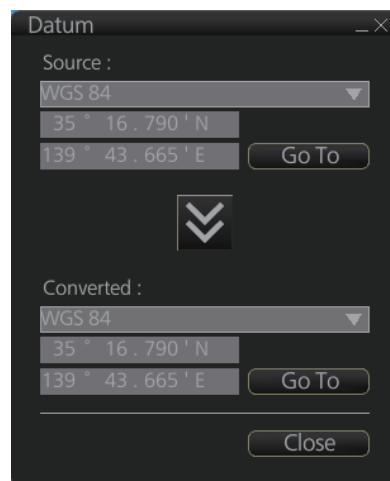 Datum
Source :
WGS 84
35 ° 16 . 790 ' N
139 ° 43 . 665 ' E
Go To
Converted :
WGS 84
35 ° 16 . 790 ' N
139 ° 43 . 665 ' E
Go To
Close